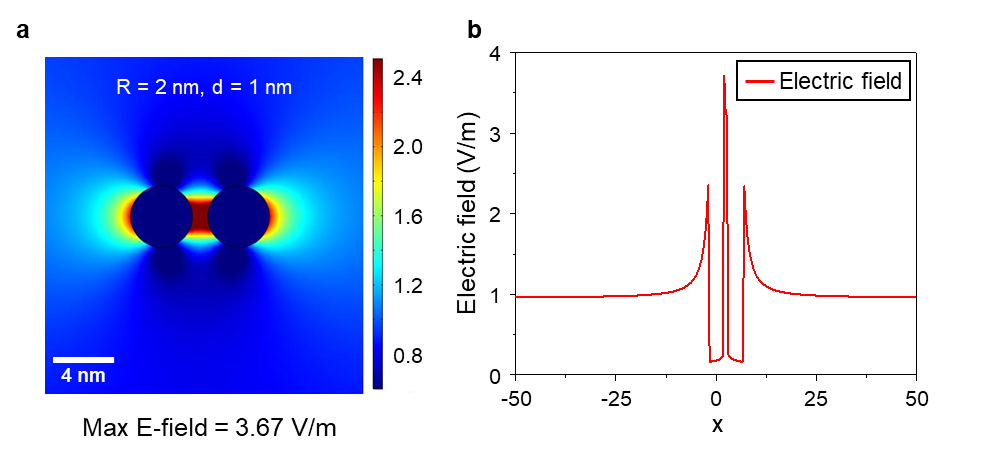 a
R = 2 nm, d = 1 nm
2.4
2.0
1.6
1.2
0.8
4 nm
Max E-field = 3.67 V/m
b
Electric field (V/m)
4
3
2
1
0
Electric field
-50
-25
0
25
50
x